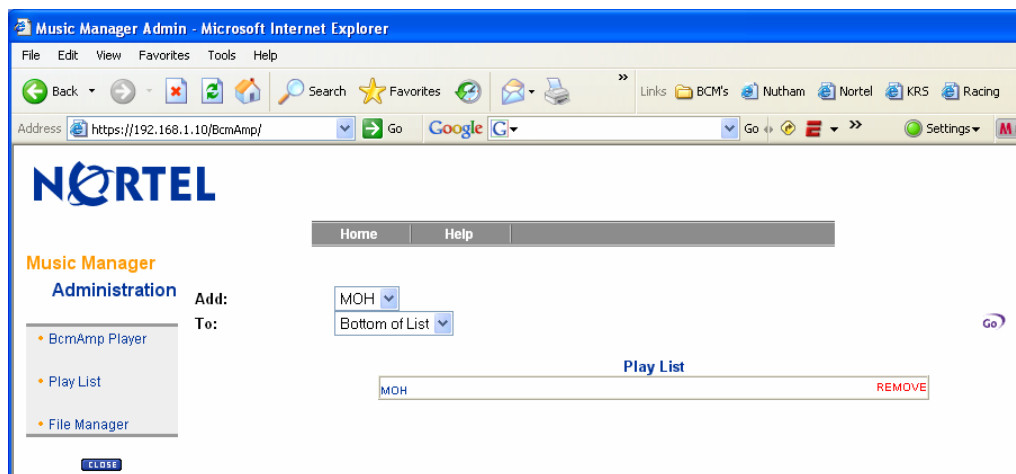 Music Manager Admin - Microsoft Internet Explorer
File Edit View Favorites Tools Help
Back Search Favorites » Links BCM's Nutham Nortel KRS Racing
Address https://192.168.1.10/BcmAmp/ Go Google G Go » Settings M
NORTEL
Home Help
Music Manager
Administration
Add: MOH
To: Bottom of List Go
• BcmAmp Player
Play List
• Play List
MOH REMOVE
• File Manager
CLOSE